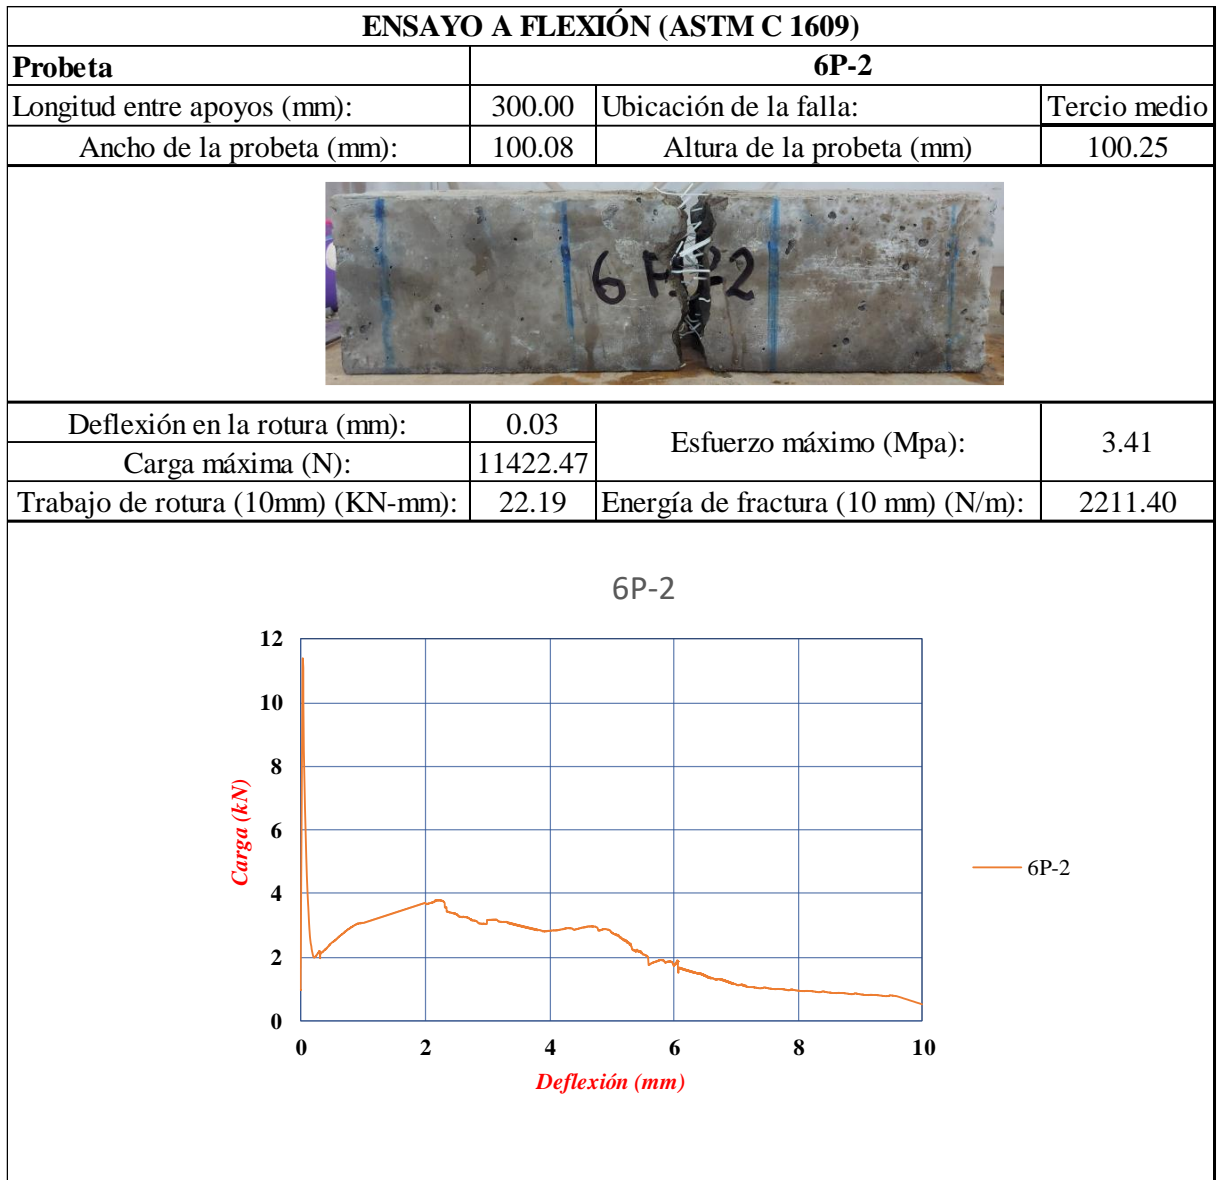 ENSAYO A FLEXIÓN (ASTM C 1609)
Probeta 6P-2
Longitud entre apoyos (mm): 300.00 Ubicación de la falla: Tercio medio
Ancho de la probeta (mm): 100.08 Altura de la probeta (mm) 100.25
6 P-2
Deflexión en la rotura (mm): 0.03 Esfuerzo máximo (Mpa): 3.41
Carga máxima (N): 11422.47
Trabajo de rotura (10mm) (KN-mm): 22.19 Energía de fractura (10 mm) (N/m): 2211.40
6P-2
12
10
8
6
4
2
0
Carga (kN)
0 2 4 6 8 10
Deflexión (mm)
6P-2